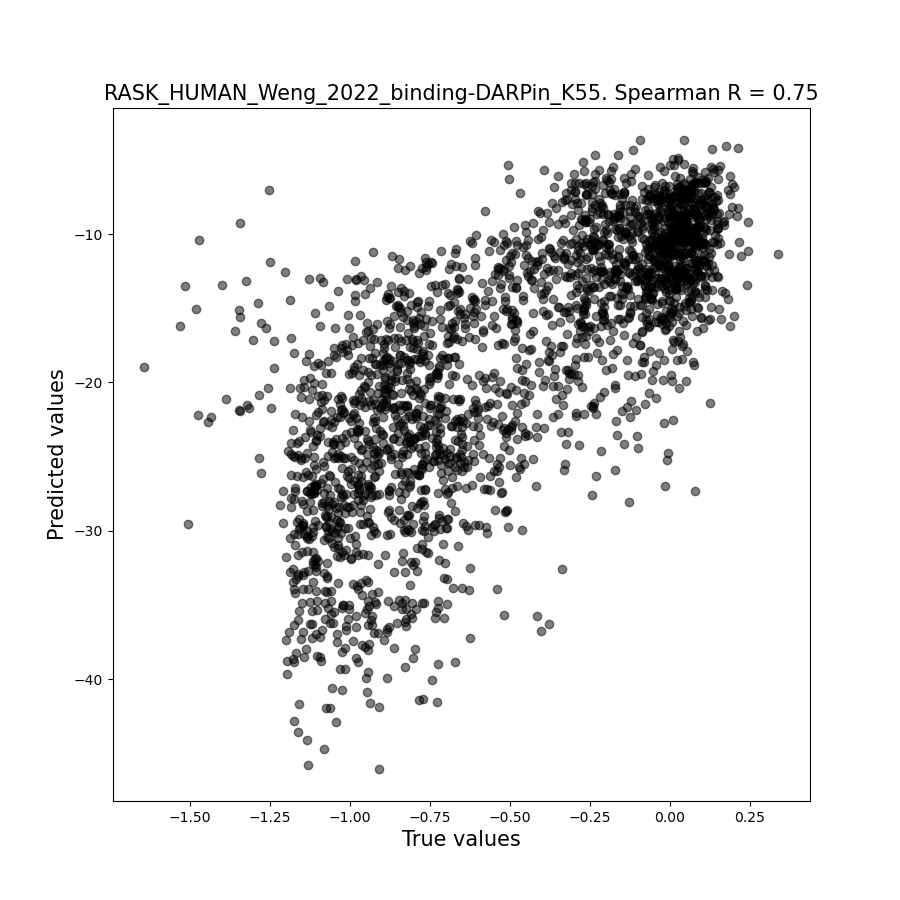 RASK_HUMAN_Weng_2022_binding-DARPin_K55. Spearman R = 0.75
Predicted values
−10
−20
−30
−40
−1.50 −1.25 −1.00 −0.75 −0.50 −0.25 0.00 0.25
True values